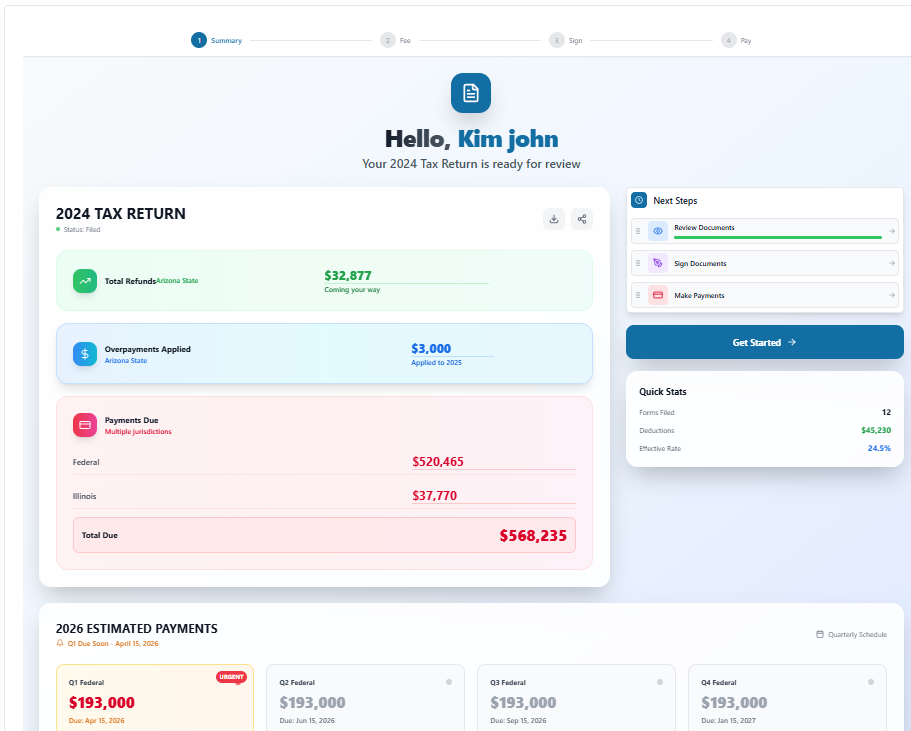 1 Summary 2 Fee 3 Sign 4 Pay
Hello, Kim john
Your 2024 Tax Return is ready for review
2024 TAX RETURN
Status: Filed
Total RefundsArizona State
$32,877
Coming your way
Overpayments Applied
Arizona State
$3,000
Applied to 2025
Payments Due
Multiple jurisdictions
Federal $520,465
Illinois $37,770
Total Due $568,235
Next Steps
Review Documents
Sign Documents
Make Payments
Get Started
Quick Stats
Forms Filed 12
Deductions $45,230
Effective Rate 24.5%
2026 ESTIMATED PAYMENTS
Q1 Due Soon - April 15, 2026
Quarterly Schedule
Q1 Federal URGENT
$193,000
Due: Apr 15, 2026
Q2 Federal
$193,000
Due: Jun 15, 2026
Q3 Federal
$193,000
Due: Sep 15, 2026
Q4 Federal
$193,000
Due: Jan 15, 2027